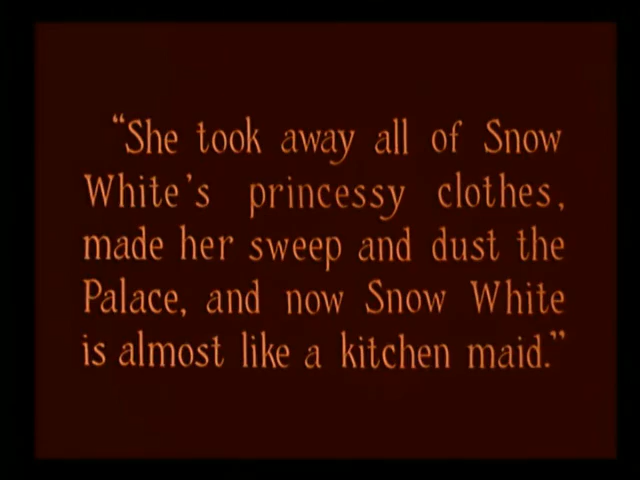 “She took away all of Snow
White's princessy clothes,
made her sweep and dust the
Palace, and now Snow White
is almost like a kitchen maid.”